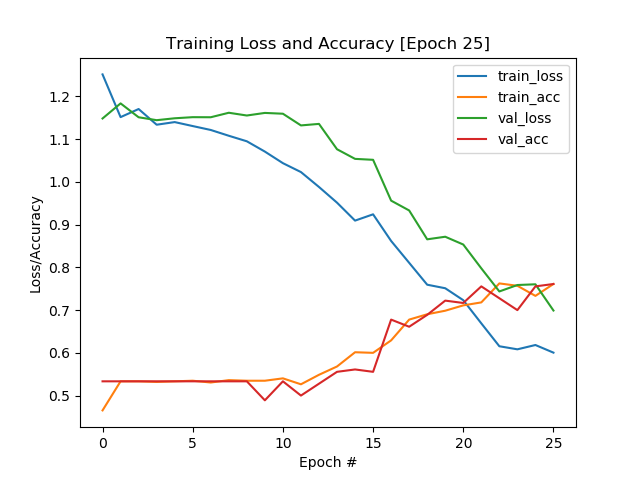 Training Loss and Accuracy [Epoch 25]
train_loss
train_acc
val_loss
val_acc
1.2
1.1
1.0
0.9
0.8
0.7
0.6
0.5
Loss/Accuracy
0 5 10 15 20 25
Epoch #